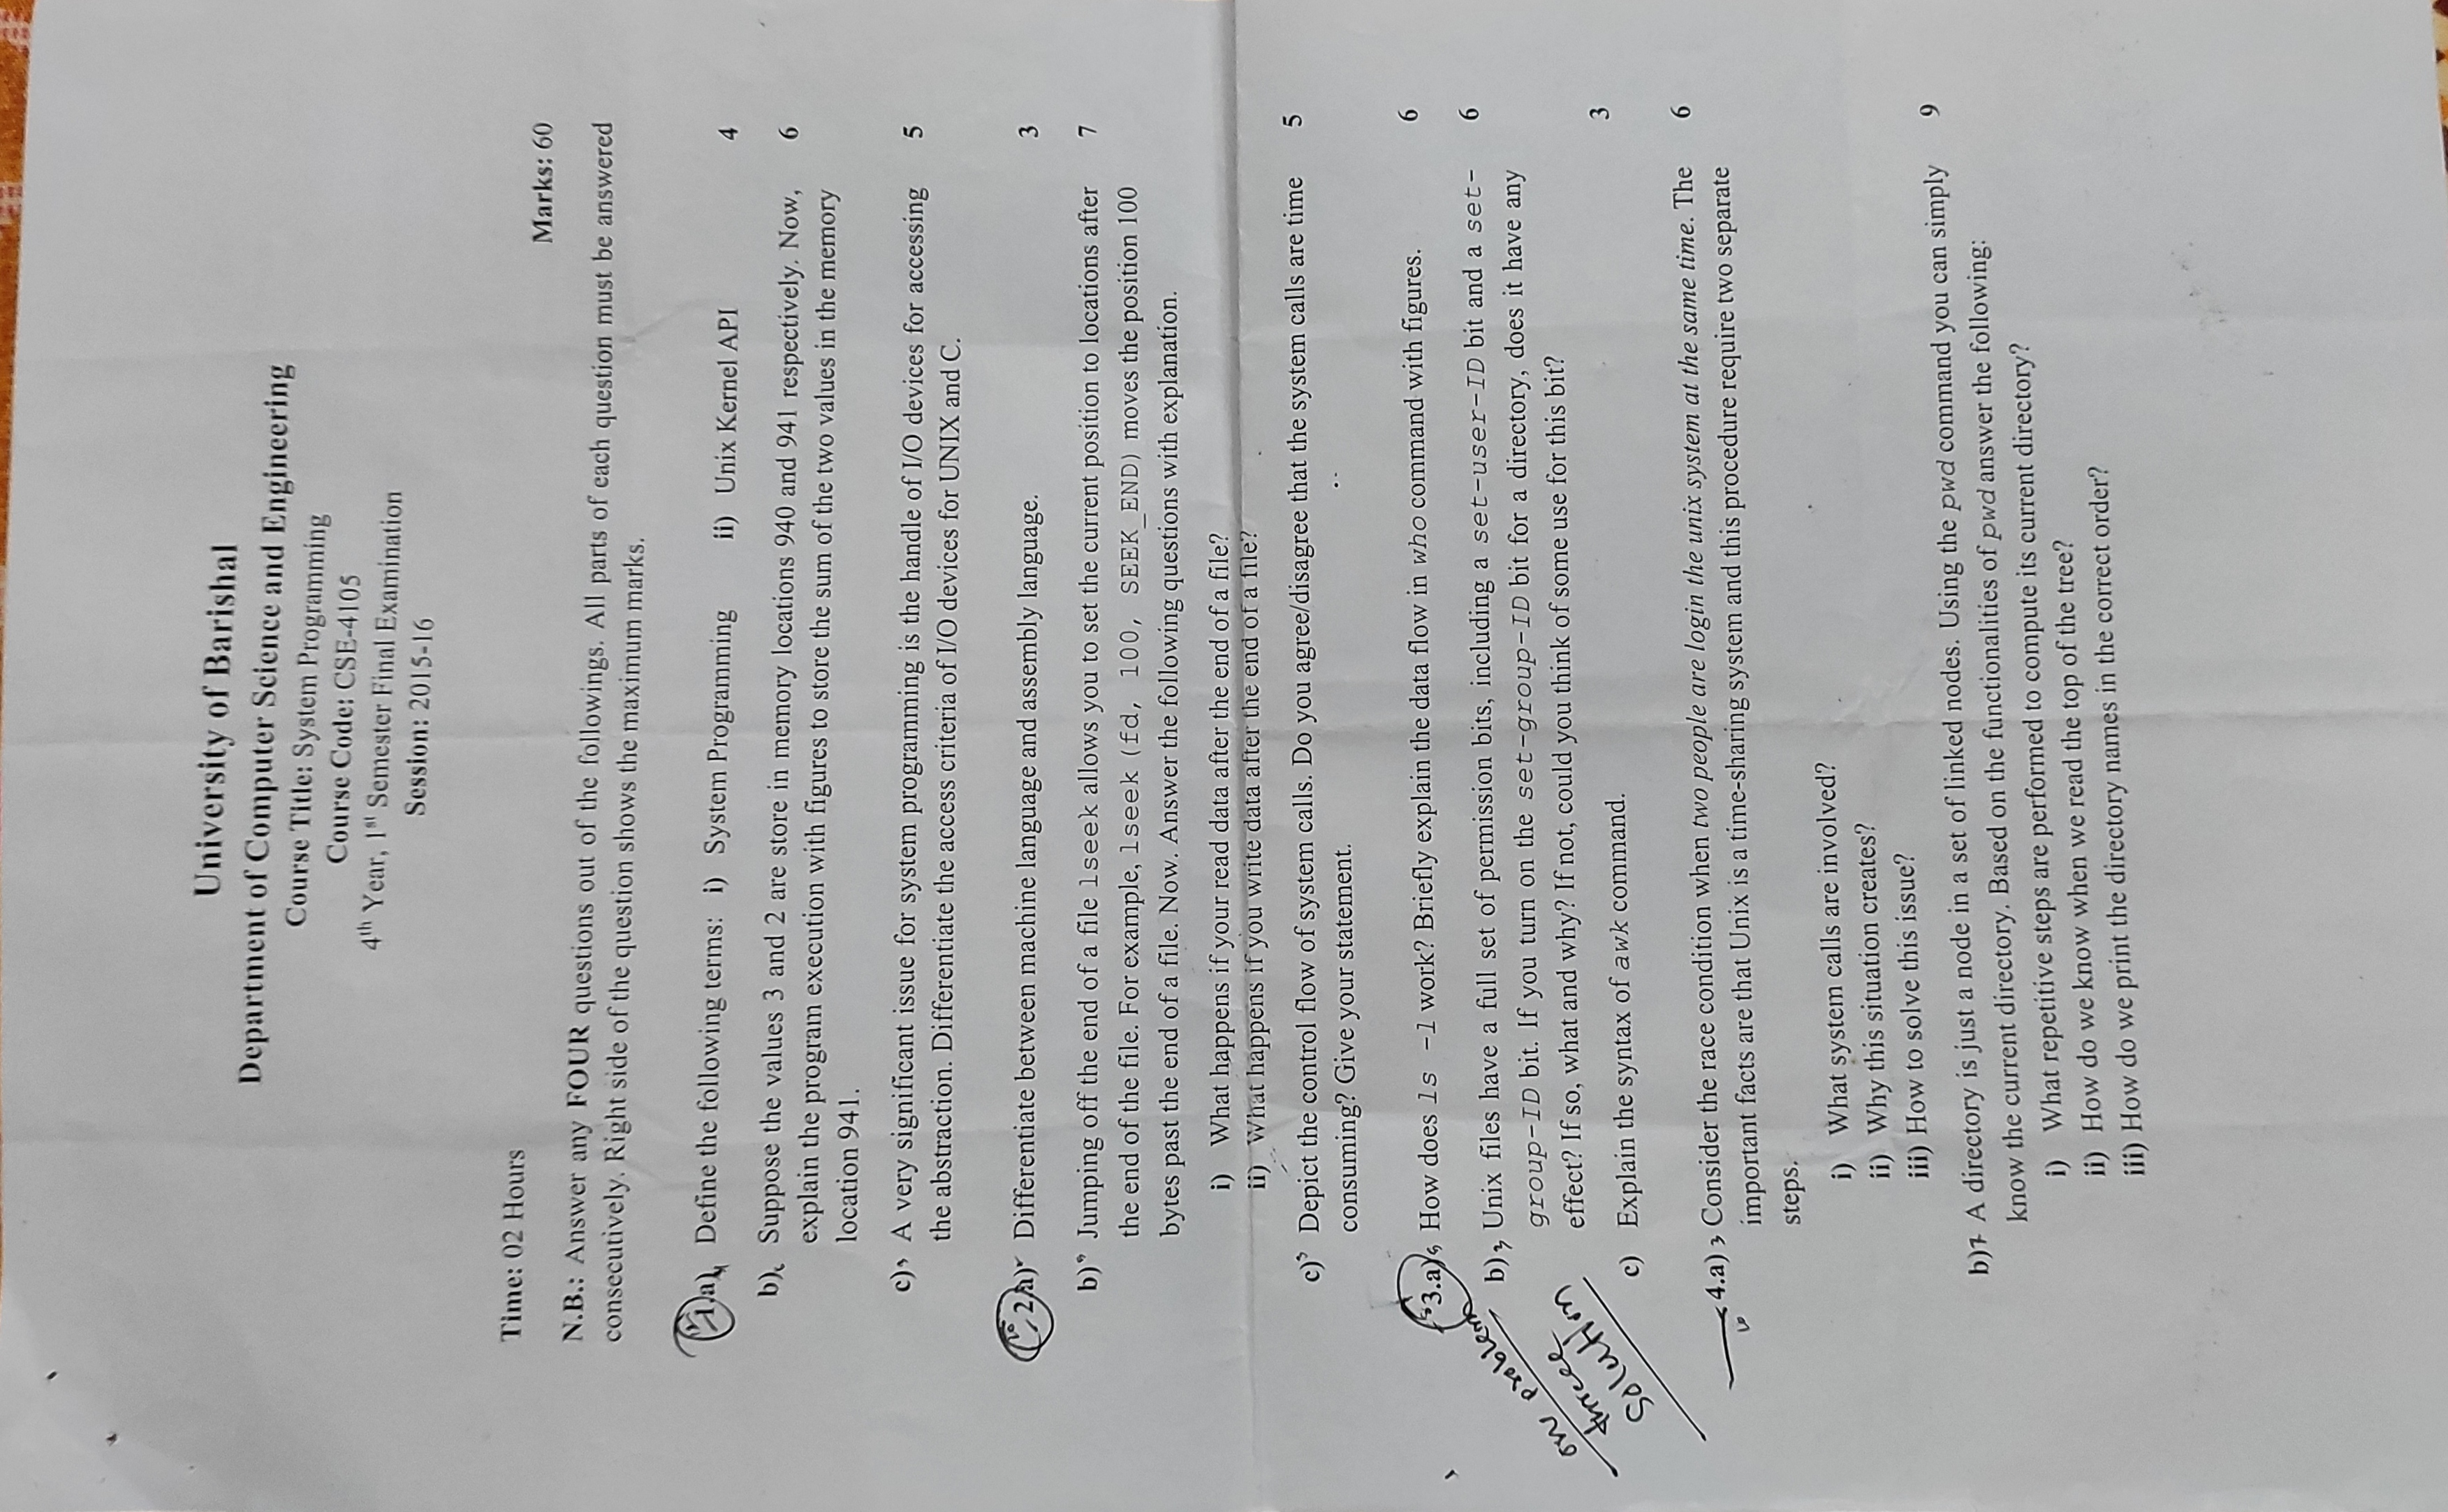 University of Barishal
Department of Computer Science and Engineering
Course Title: System Programming
Course Code: CSE-4105
4th Year, 1st Semester Final Examination
Session: 2015-16
Time: 02 Hours
Marks: 60
N.B.: Answer any FOUR questions out of the followings. All parts of each question must be answered
consecutively. Right side of the question shows the maximum marks.
1.a) Define the following terms: i) System Programming ii) Unix Kernel API 4
b) Suppose the values 3 and 2 are store in memory locations 940 and 941 respectively. Now, 6
explain the program execution with figures to store the sum of the two values in the memory
location 941.
c) A very significant issue for system programming is the handle of I/O devices for accessing 5
the abstraction. Differentiate the access criteria of I/O devices for UNIX and C.
2.a) Differentiate between machine language and assembly language. 3
b) Jumping off the end of a file lseek allows you to set the current position to locations after 7
the end of the file. For example, lseek (fd, 100, SEEK_END) moves the position 100
bytes past the end of a file. Now. Answer the following questions with explanation.
i) What happens if your read data after the end of a file?
ii) What happens if you write data after the end of a file?
c) Depict the control flow of system calls. Do you agree/disagree that the system calls are time 5
consuming? Give your statement.
3.a) How does ls -l work? Briefly explain the data flow in who command with figures. 6
b) Unix files have a full set of permission bits, including a set-user-ID bit and a set- 6
group-ID bit. If you turn on the set-group-ID bit for a directory, does it have any
effect? If so, what and why? If not, could you think of some use for this bit?
c) Explain the syntax of awk command. 3
problem
three
Solution
4.a) Consider the race condition when two people are login the unix system at the same time. The 6
important facts are that Unix is a time-sharing system and this procedure require two separate
steps.
i) What system calls are involved?
ii) Why this situation creates?
iii) How to solve this issue?
b) A directory is just a node in a set of linked nodes. Using the pwd command you can simply 9
know the current directory. Based on the functionalities of pwd answer the following:
i) What repetitive steps are performed to compute its current directory?
ii) How do we know when we read the top of the tree?
iii) How do we print the directory names in the correct order?